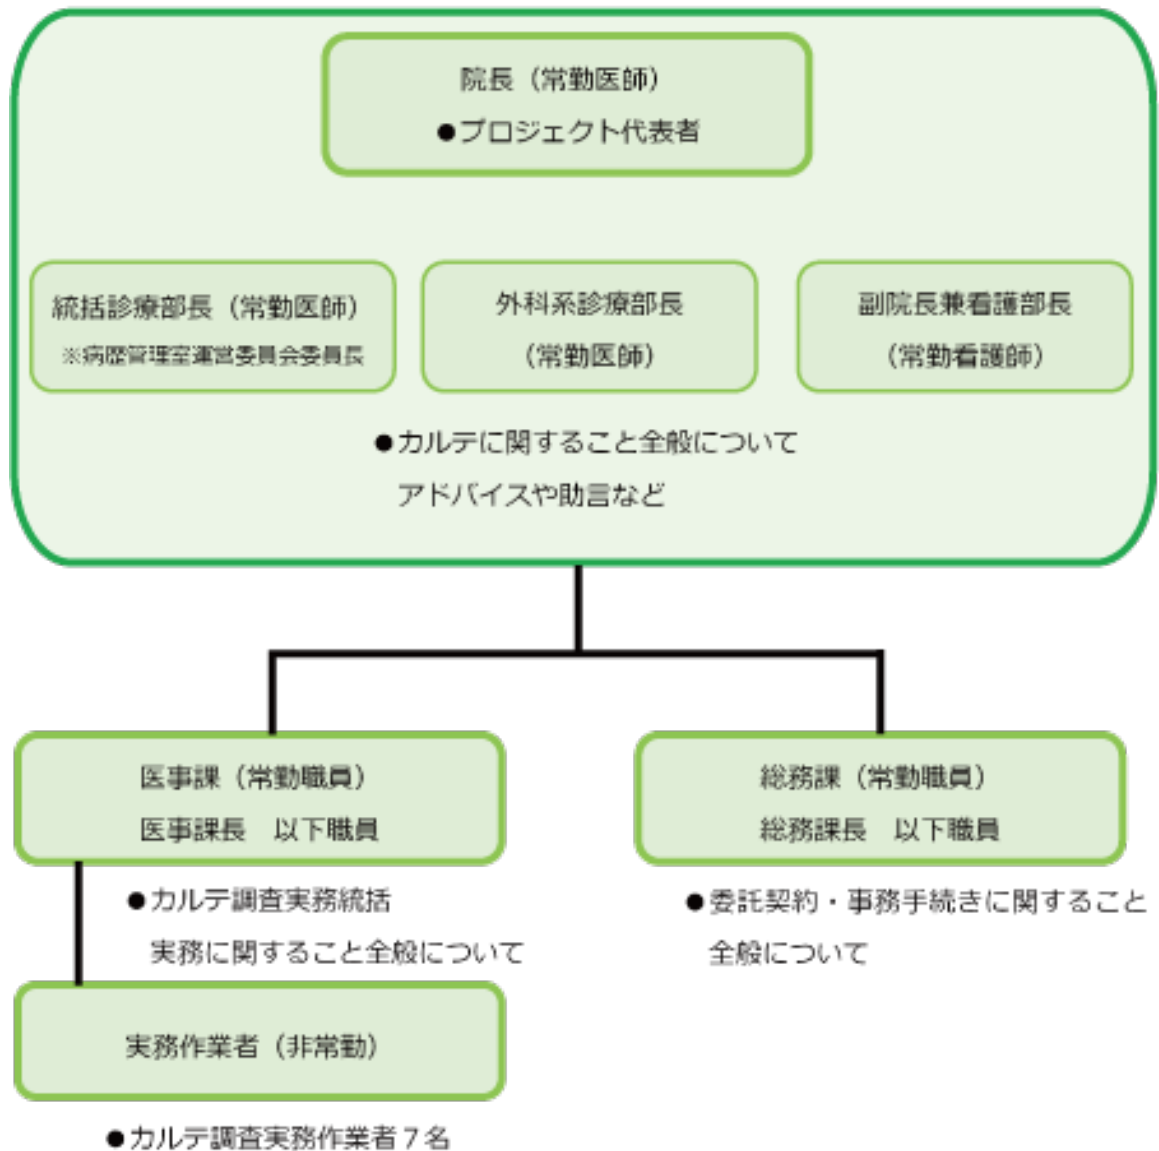 院長（常勤医師）
●プロジェクト代表者
統括診療部長（常勤医師）
※病歴管理室運営委員会委員長
外科系診療部長
（常勤医師）
副院長兼看護部長
（常勤看護師）
●カルテに関すること全般について
アドバイスや助言など
医事課（常勤職員）
医事課長　以下職員
●カルテ調査実務統括
実務に関すること全般について
総務課（常勤職員）
総務課長　以下職員
●委託契約・事務手続きに関すること
全般について
実務作業者（非常勤）
●カルテ調査実務作業者７名